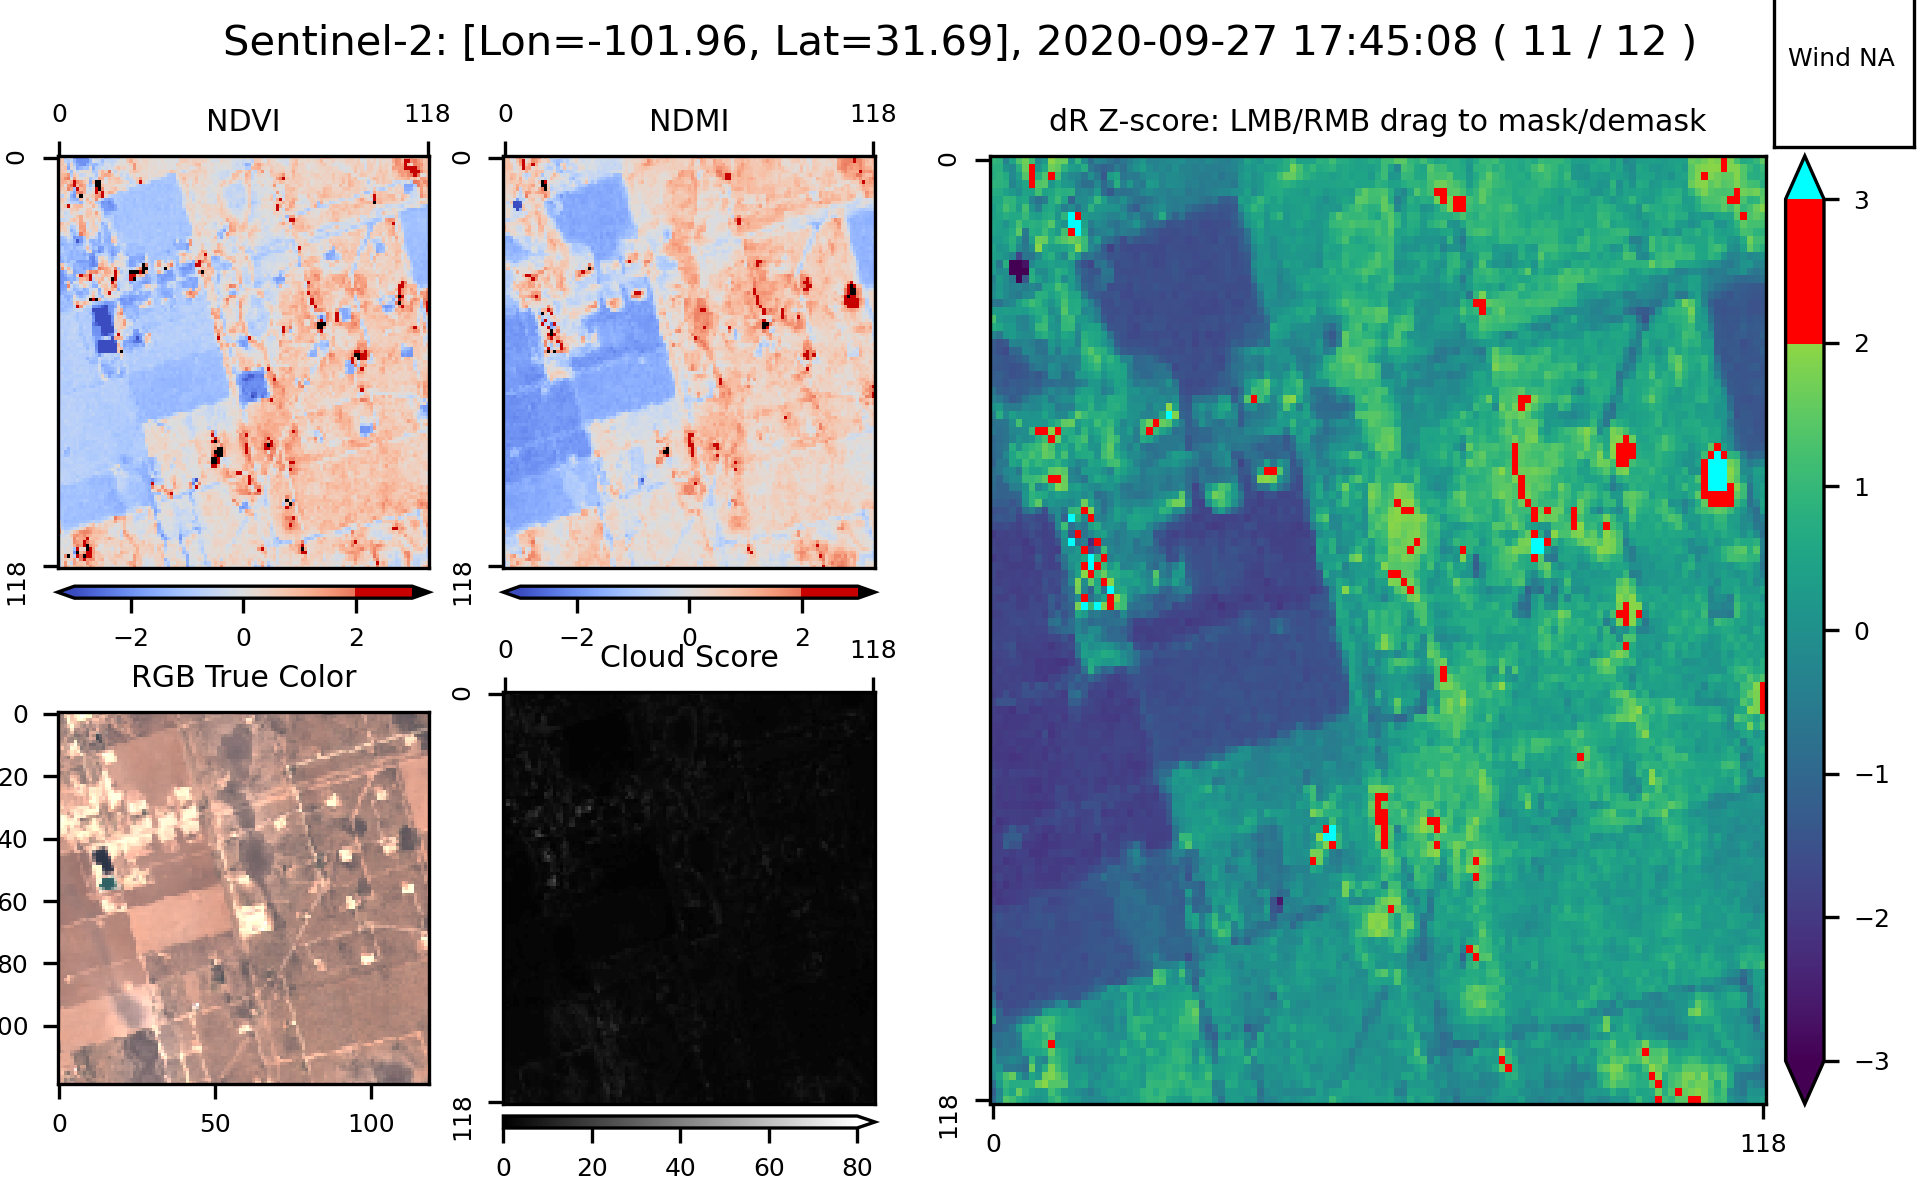 Sentinel-2: [Lon=-101.96, Lat=31.69], 2020-09-27 17:45:08 ( 11 / 12 )
Wind NA
0 118
NDVI
0
118
−2 0 2
0 118
NDMI
0
118
−2 0 2
dR Z-score: LMB/RMB drag to mask/demask
0
118
0 118
3
2
1
0
−1
−2
−3
RGB True Color
0
20
40
60
80
00
0 50 100
0 118
Cloud Score
0
118
0 20 40 60 80